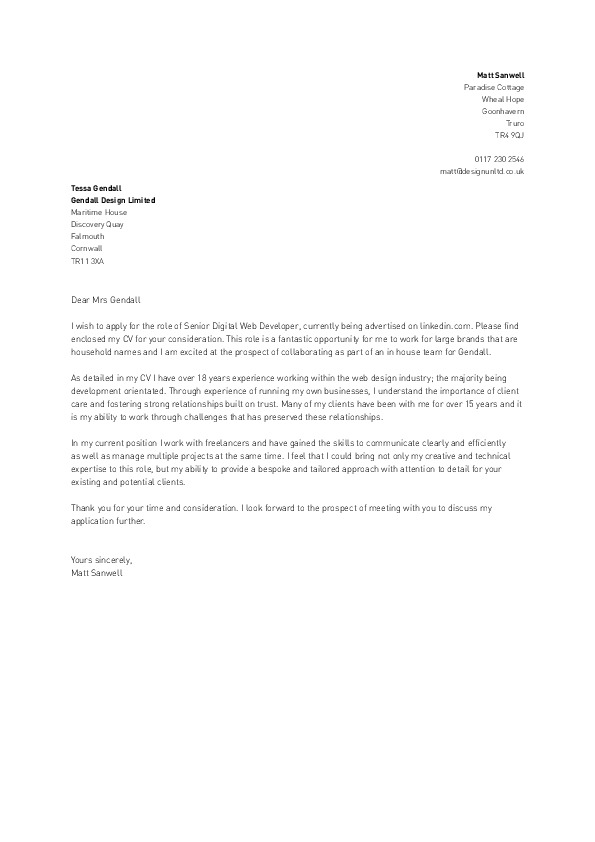 Matt Sanwell
Paradise Cottage
Wheal Hope
Goonhavern
Truro
TR4 9QJ
0117 230 2546
matt@designunltd.co.uk
Tessa Gendall
Gendall Design Limited
Maritime House
Discovery Quay
Falmouth
Cornwall
TR11 3XA
Dear Mrs Gendall
I wish to apply for the role of Senior Digital Web Developer, currently being advertised on linkedin.com. Please find
enclosed my CV for your consideration. This role is a fantastic opportunity for me to work for large brands that are
household names and I am excited at the prospect of collaborating as part of an in house team for Gendall.
As detailed in my CV I have over 18 years experience working within the web design industry; the majority being
development orientated. Through experience of running my own businesses, I understand the importance of client
care and fostering strong relationships built on trust. Many of my clients have been with me for over 15 years and it
is my ability to work through challenges that has preserved these relationships.
In my current position I work with freelancers and have gained the skills to communicate clearly and efficiently
as well as manage multiple projects at the same time. I feel that I could bring not only my creative and technical
expertise to this role, but my ability to provide a bespoke and tailored approach with attention to detail for your
existing and potential clients.
Thank you for your time and consideration. I look forward to the prospect of meeting with you to discuss my
application further.
Yours sincerely,
Matt Sanwell